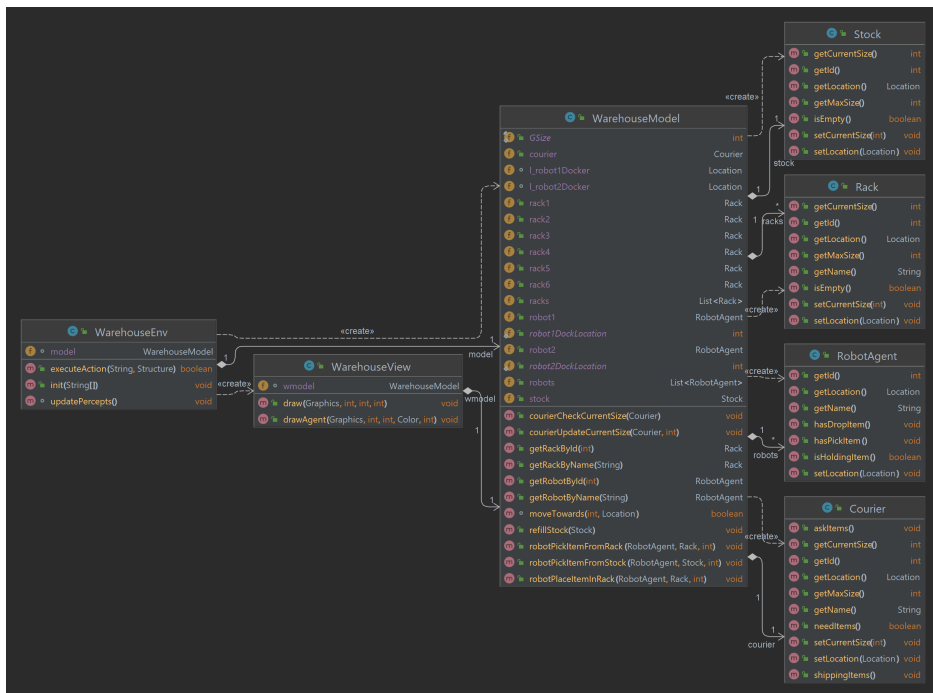 WarehouseEnv
model WarehouseModel
executeAction(String, Structure) boolean
init(String[]) void
updatePercepts() void
«create»
1
model
1
«create»
WarehouseView
wmodel WarehouseModel
draw(Graphics, int, int, int) void
drawAgent(Graphics, int, int, Color, int) void
wmodel
1
1
WarehouseModel
GSize int
courier Courier
l_robot1Docker Location
l_robot2Docker Location
rack1 Rack
rack2 Rack
rack3 Rack
rack4 Rack
rack5 Rack
rack6 Rack
racks List<Rack>
robot1 RobotAgent
robot1DockLocation int
robot2 RobotAgent
robot2DockLocation int
robots List<RobotAgent>
stock Stock
courierCheckCurrentSize(Courier) void
courierUpdateCurrentSize(Courier, int) void
getRackById(int) Rack
getRackByName(String) Rack
getRobotById(int) RobotAgent
getRobotByName(String) RobotAgent
moveTowards(int, Location) boolean
refillStock(Stock) void
robotPickItemFromRack(RobotAgent, Rack, int) void
robotPickItemFromStock(RobotAgent, Stock, int) void
robotPlaceItemInRack(RobotAgent, Rack, int) void
«create»
1
stock
1
*
1
racks
«create»
«create»
1
*
robots
«create»
1
1
courier
Stock
getCurrentSize() int
getId() int
getLocation() Location
getMaxSize() int
isEmpty() boolean
setCurrentSize(int) void
setLocation(Location) void
Rack
getCurrentSize() int
getId() int
getLocation() Location
getMaxSize() int
getName() String
isEmpty() boolean
setCurrentSize(int) void
setLocation(Location) void
RobotAgent
getId() int
getLocation() Location
getName() String
hasDropItem() void
hasPickItem() void
isHoldingItem() boolean
setLocation(Location) void
Courier
askItems() void
getCurrentSize() int
getId() int
getLocation() Location
getMaxSize() int
getName() String
needItems() boolean
setCurrentSize(int) void
setLocation(Location) void
shippingItems() void